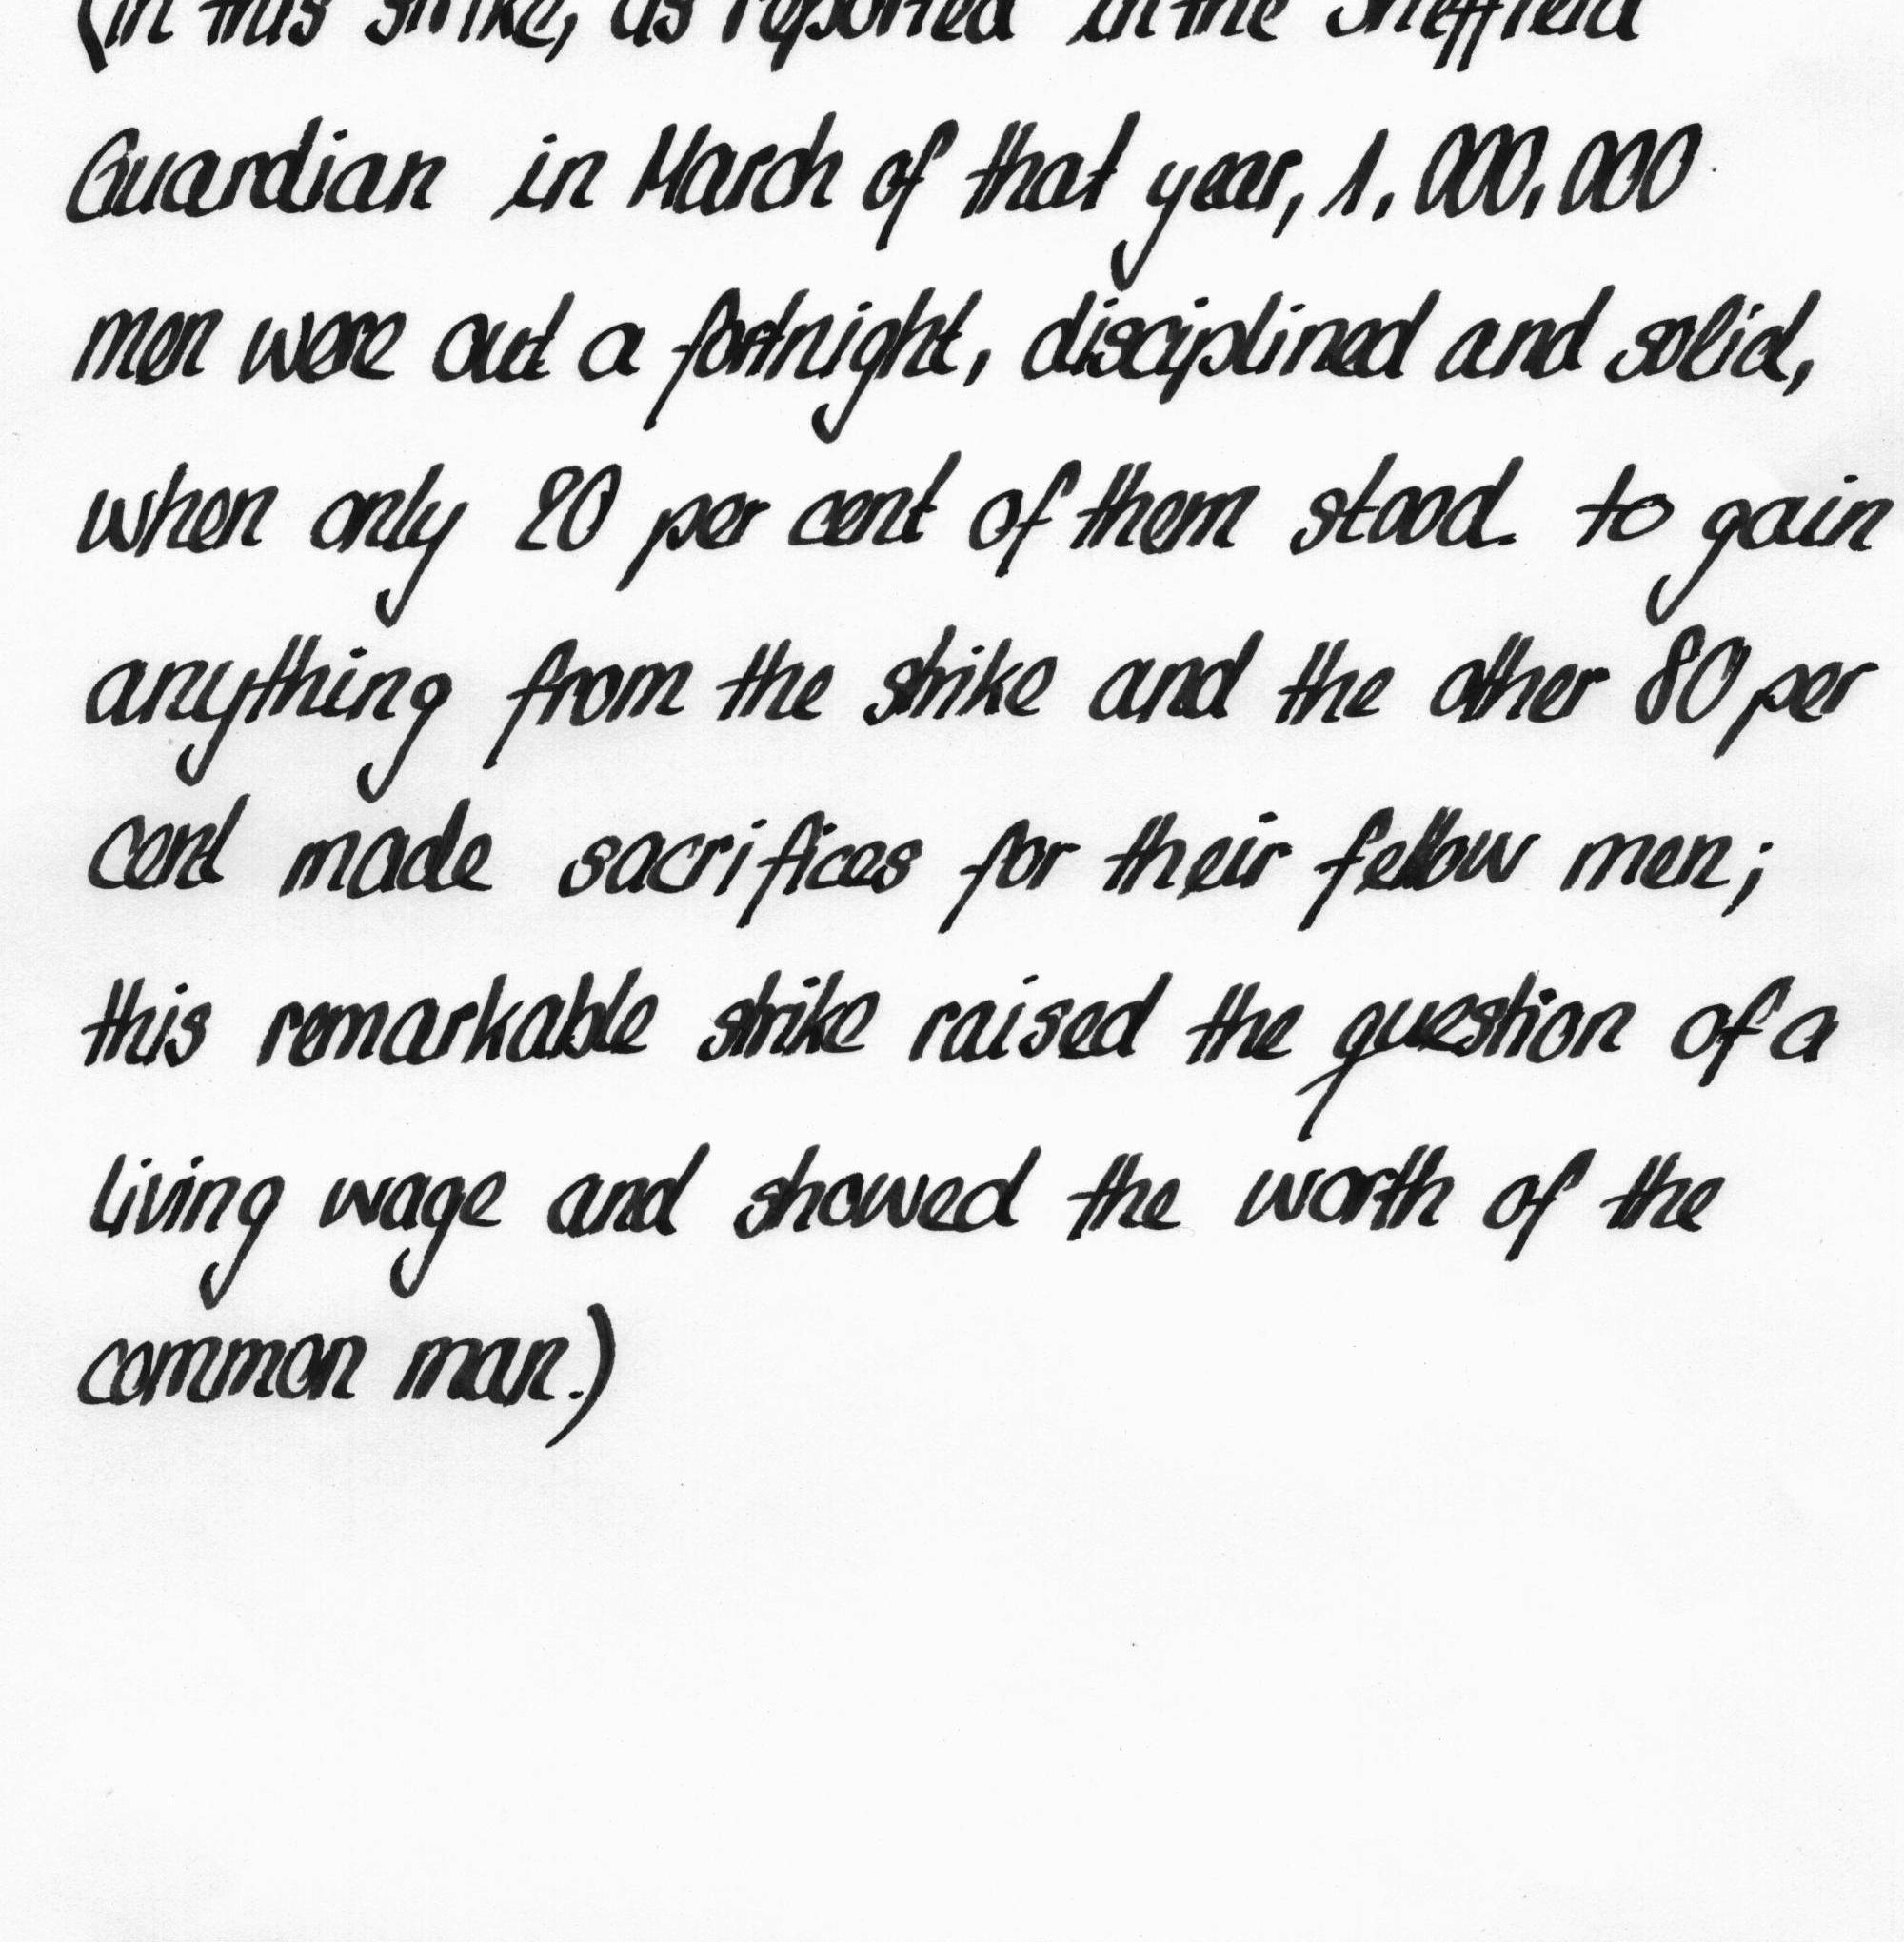 (in this strike, as reported in the Sheffield
Guardian in March of that year, 1,000,000
men were out a fortnight, disciplined and solid,
when only 20 per cent of them stood to gain
anything from the strike and the other 80 per
cent made sacrifices for their fellow men;
this remarkable strike raised the question of a
living wage and showed the worth of the
common man.)